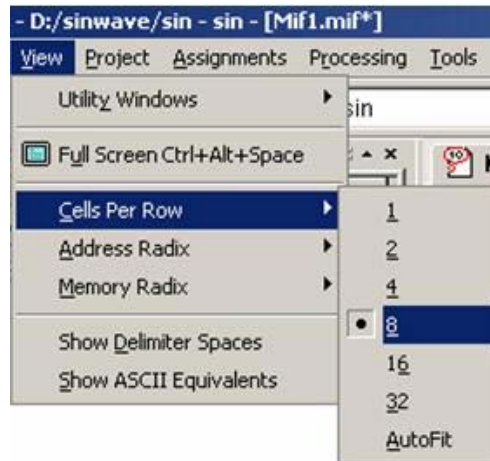 - D:/sinwave/sin - sin - [Mif1.mif*]
View Project Assignments Processing Tools
Utility Windows
sin
Full Screen Ctrl+Alt+Space
Cells Per Row
Address Radix
Memory Radix
Show Delimiter Spaces
Show ASCII Equivalents
1
2
4
8
16
32
AutoFit